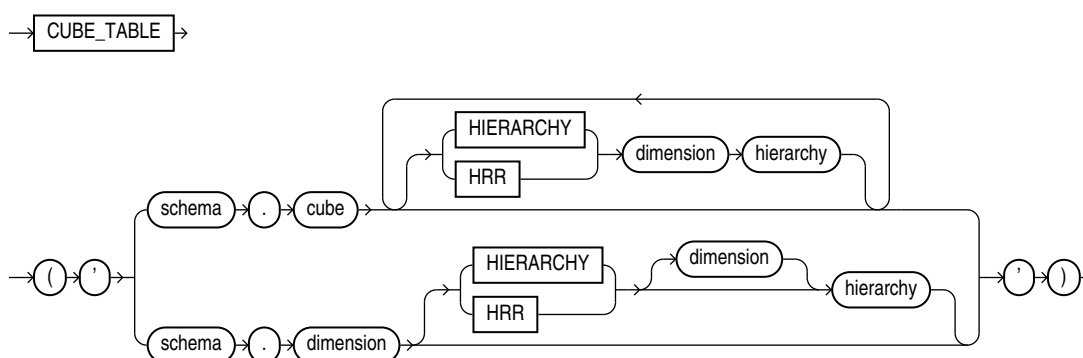 CUBE_TABLE
HIERARCHY
HRR
dimension hierarchy
schema . cube
( '
HIERARCHY
HRR
dimension
hierarchy
' )
schema . dimension